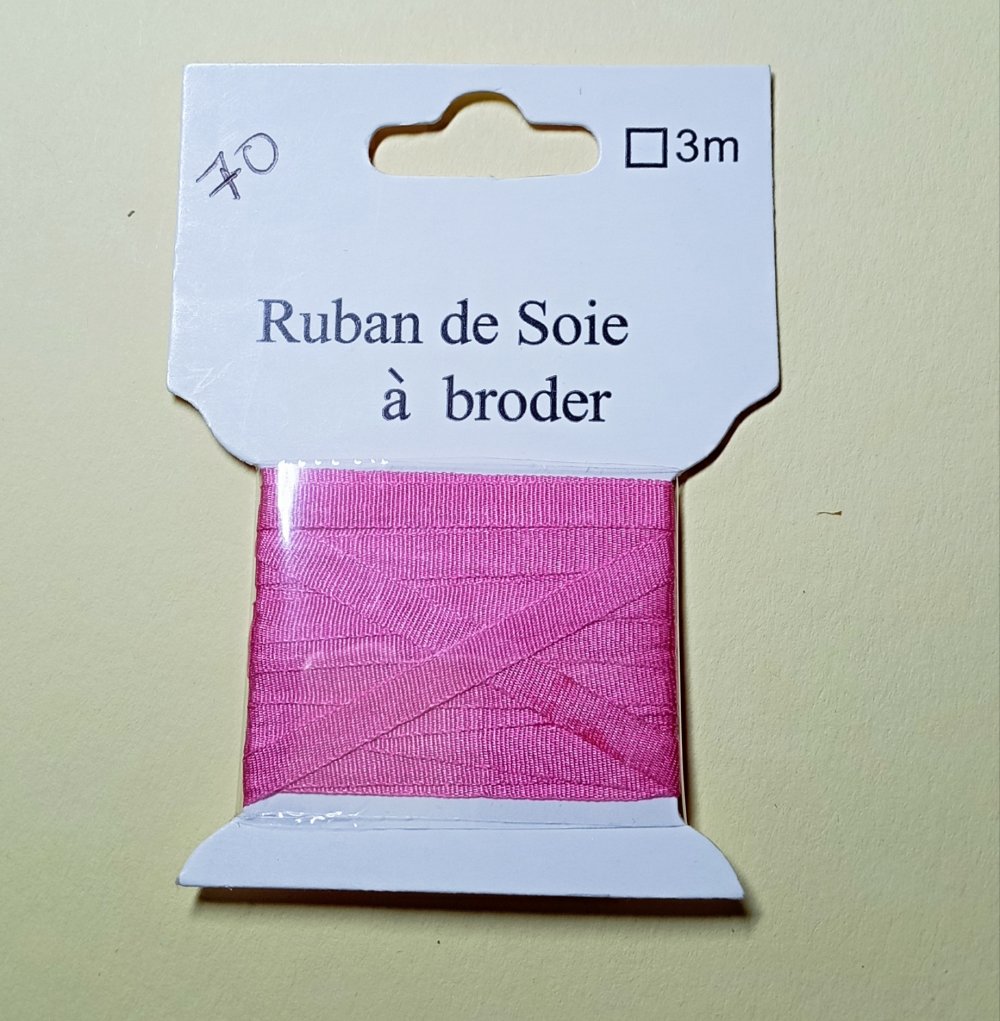 70
3m
Ruban de Soie
à broder